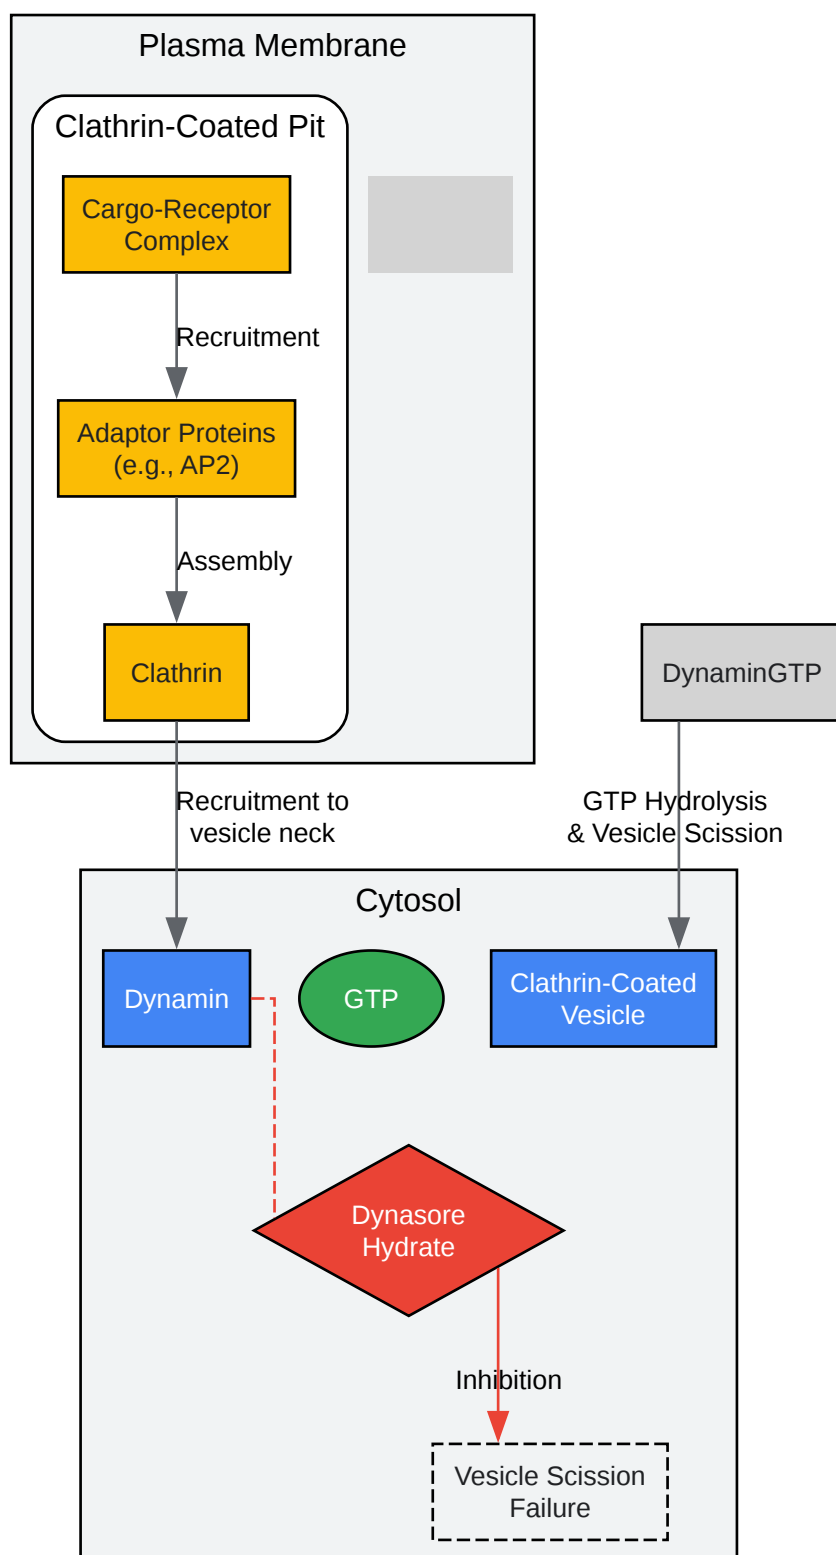 Plasma Membrane
Clathrin-Coated Pit
Cargo-Receptor
Complex
Recruitment
Adaptor Proteins
(e.g., AP2)
Assembly
Clathrin
DynaminGTP
Recruitment to
vesicle neck
GTP Hydrolysis
& Vesicle Scission
Cytosol
Dynamin
GTP
Clathrin-Coated
Vesicle
Dynasore
Hydrate
Inhibition
Vesicle Scission
Failure